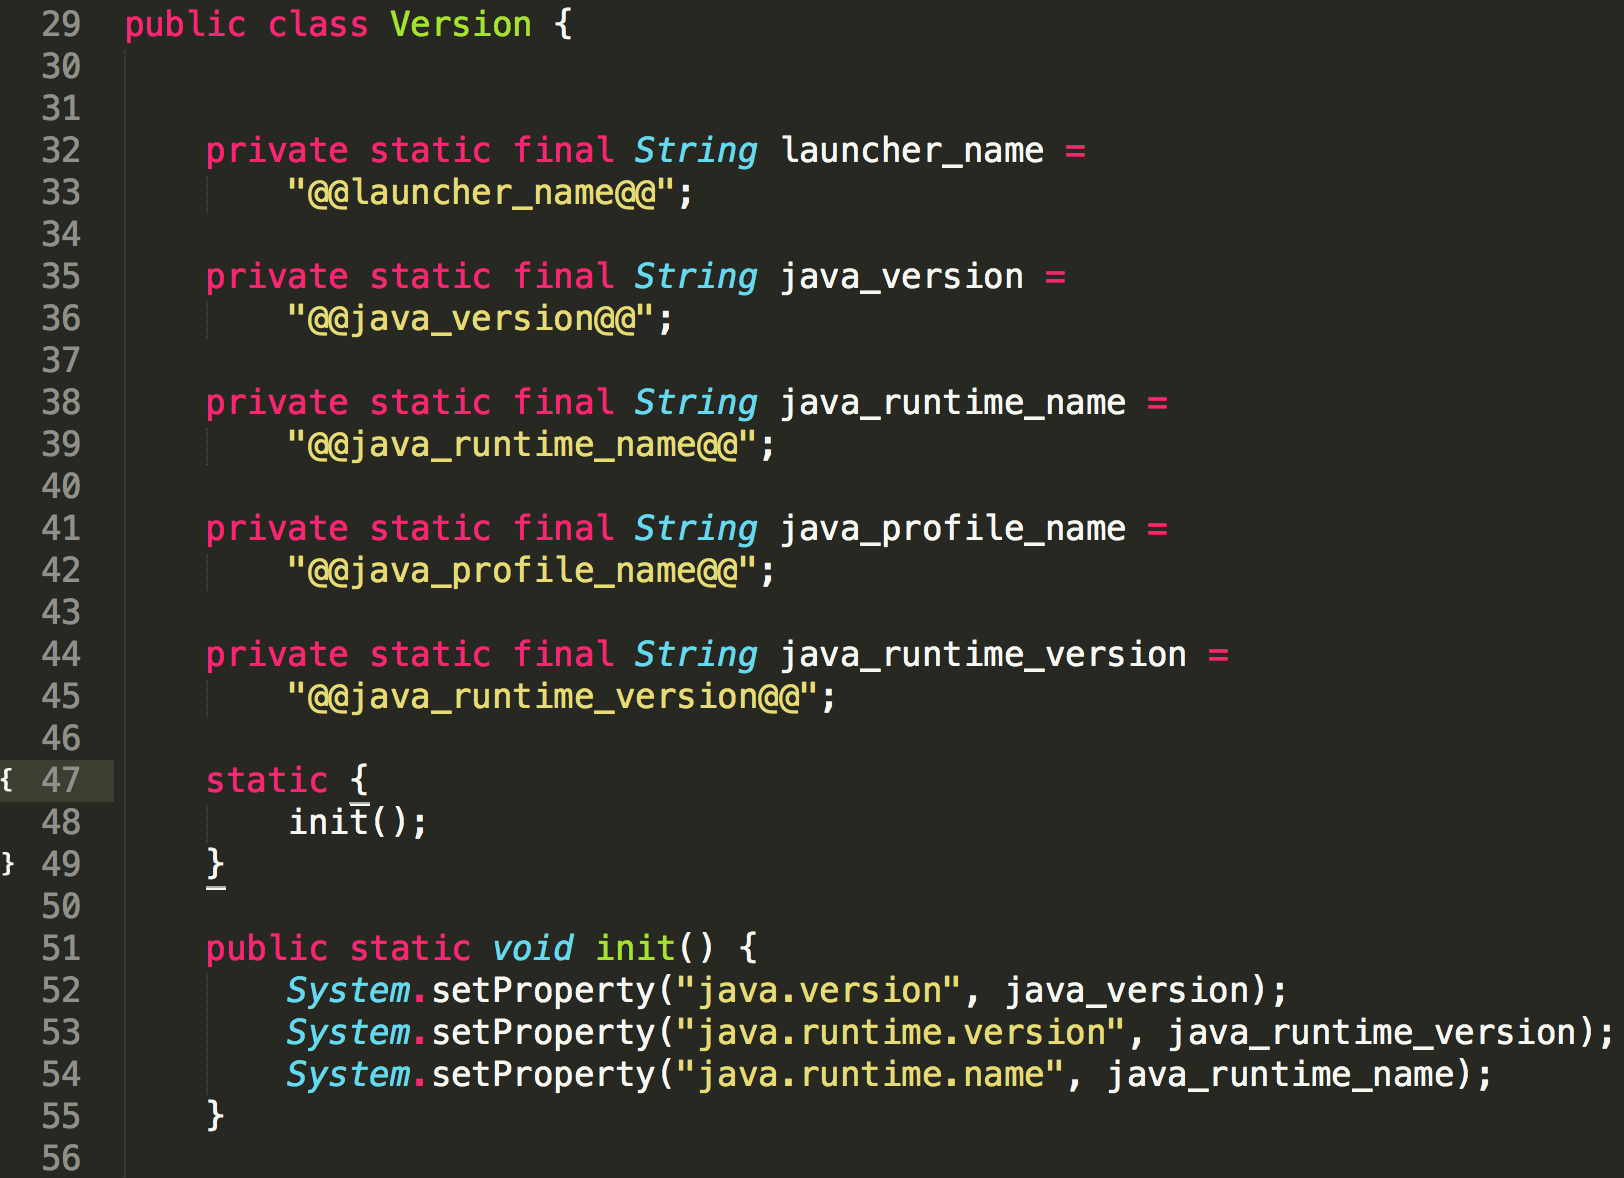 29 public class Version {
30
31
32 private static final String launcher_name =
33 "@@launcher_name@@";
34
35 private static final String java_version =
36 "@@java_version@@";
37
38 private static final String java_runtime_name =
39 "@@java_runtime_name@@";
40
41 private static final String java_profile_name =
42 "@@java_profile_name@@";
43
44 private static final String java_runtime_version =
45 "@@java_runtime_version@@";
46
{ 47 static {
48 init();
} 49 }
50
51 public static void init() {
52 System.setProperty("java.version", java_version);
53 System.setProperty("java.runtime.version", java_runtime_version);
54 System.setProperty("java.runtime.name", java_runtime_name);
55 }
56